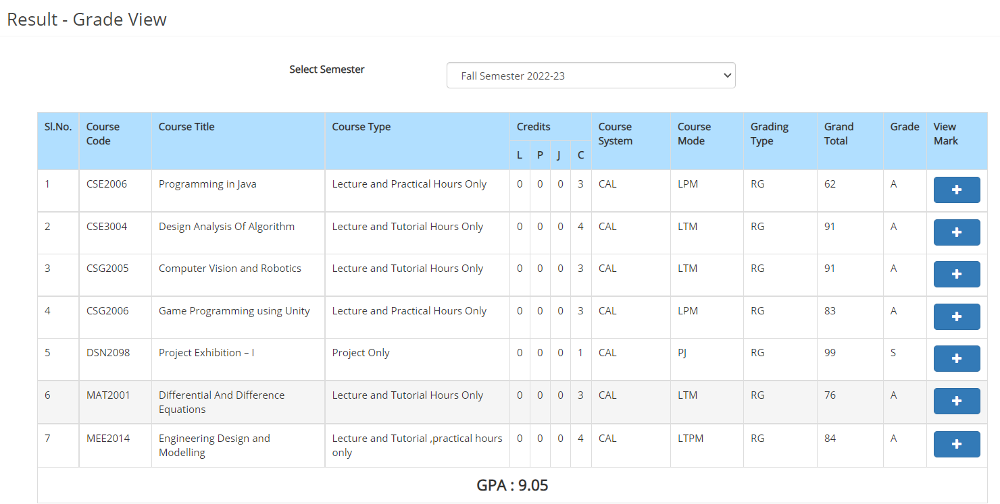 Result - Grade View
Select Semester
Fall Semester 2022-23
Sl.No. Course Code Course Title Course Type Credits Course System Course Mode Grading Type Grand Total Grade View Mark
L P J C
1 CSE2006 Programming in Java Lecture and Practical Hours Only 0 0 0 3 CAL LPM RG 62 A
2 CSE3004 Design Analysis Of Algorithm Lecture and Tutorial Hours Only 0 0 0 4 CAL LTM RG 91 A
3 CSG2005 Computer Vision and Robotics Lecture and Tutorial Hours Only 0 0 0 3 CAL LTM RG 91 A
4 CSG2006 Game Programming using Unity Lecture and Practical Hours Only 0 0 0 3 CAL LPM RG 83 A
5 DSN2098 Project Exhibition – I Project Only 0 0 0 1 CAL PJ RG 99 S
6 MAT2001 Differential And Difference Equations Lecture and Tutorial Hours Only 0 0 0 3 CAL LTM RG 76 A
7 MEE2014 Engineering Design and Modelling Lecture and Tutorial ,practical hours only 0 0 0 4 CAL LTPM RG 84 A
GPA : 9.05